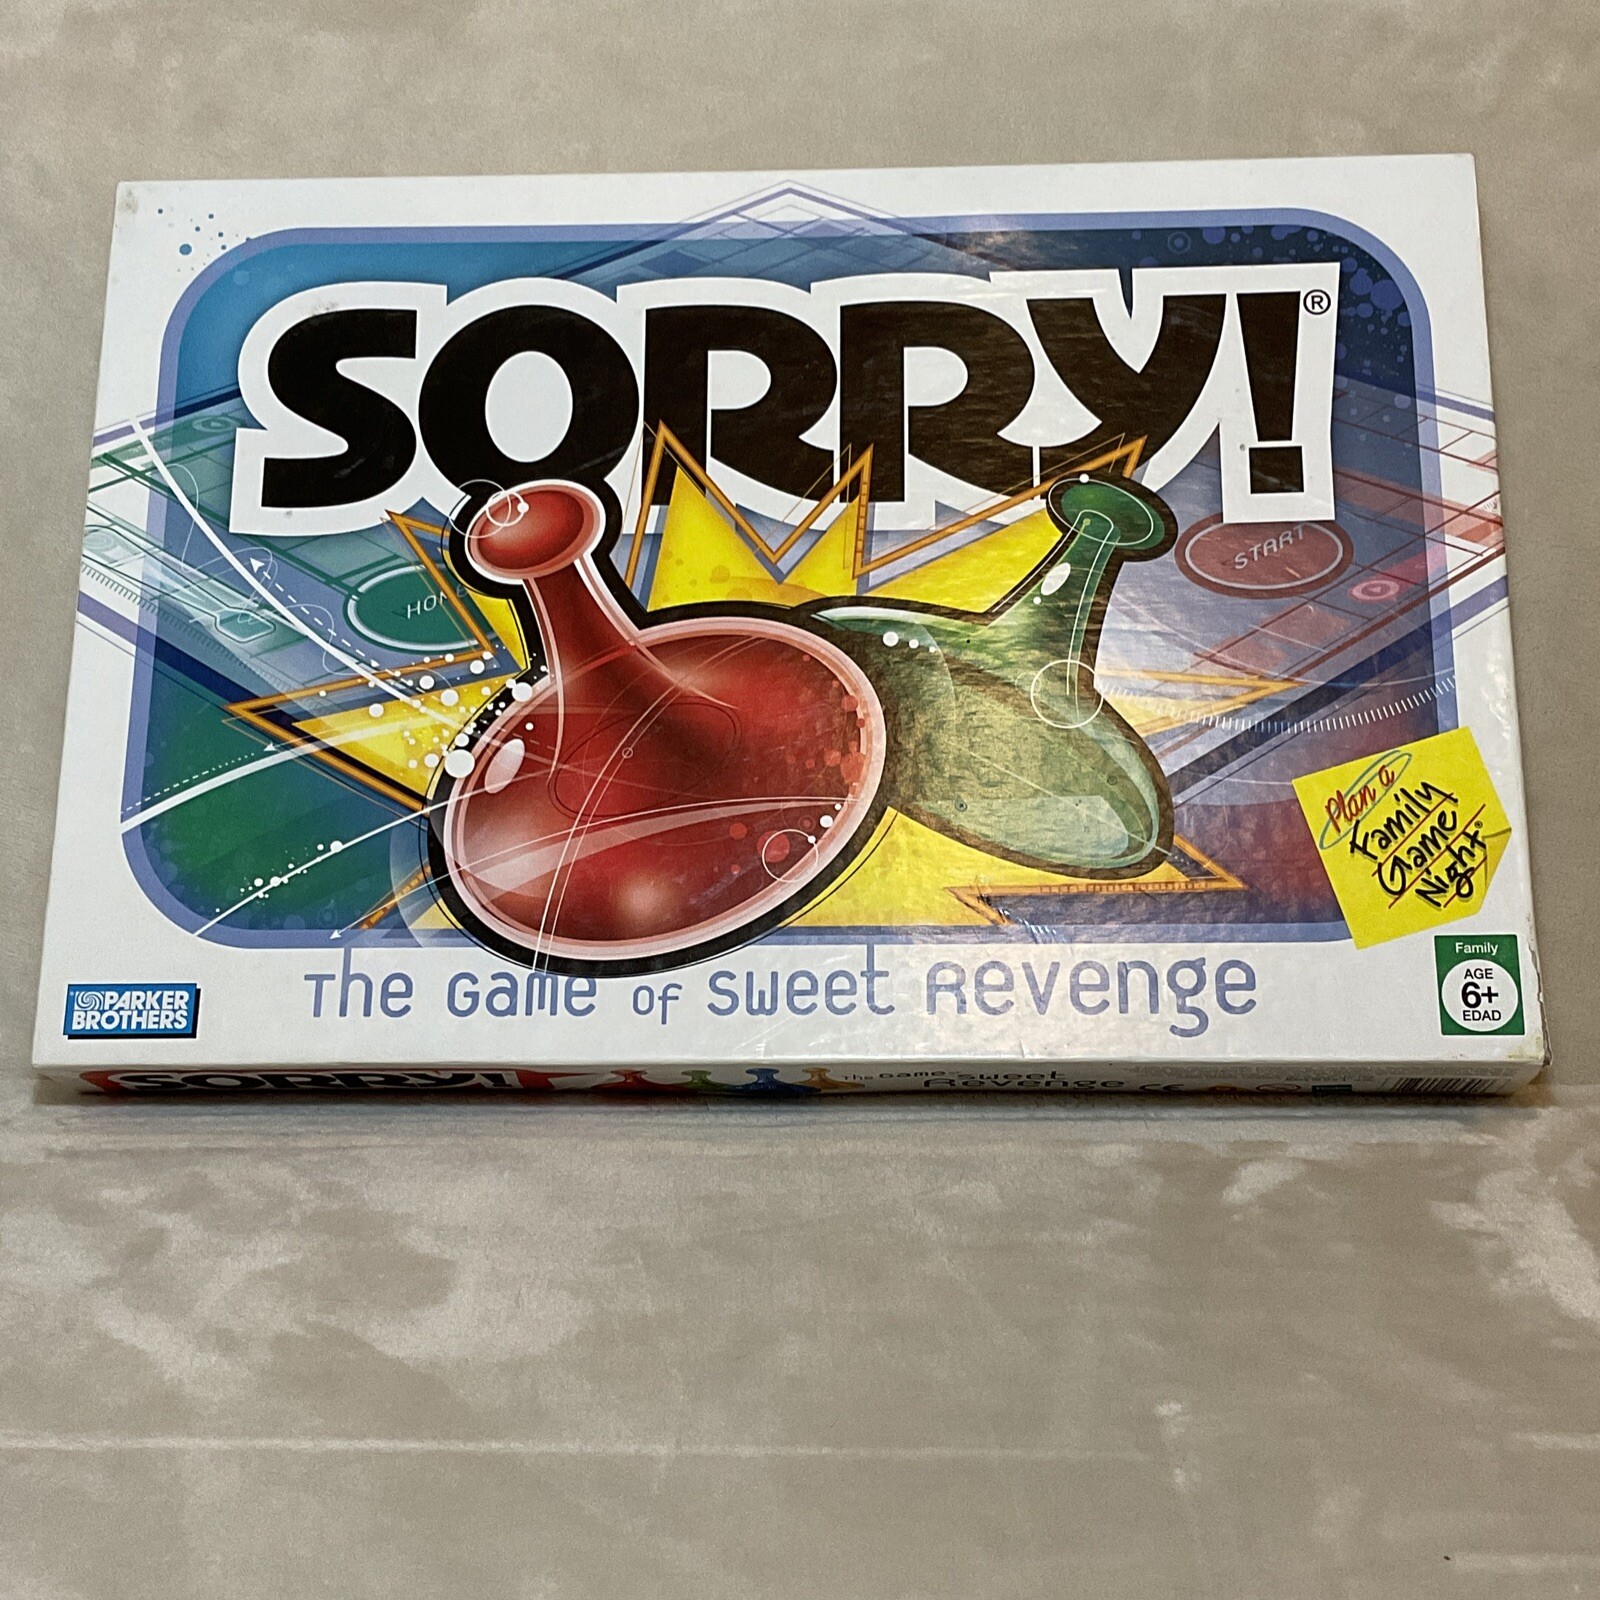 SORRY!®
HOME
START
Plan a
Family
Game
Night
The Game of Sweet Revenge
PARKER
BROTHERS
Family
AGE
6+
EDAD
SORRY!
The Game of Sweet
Revenge
CE